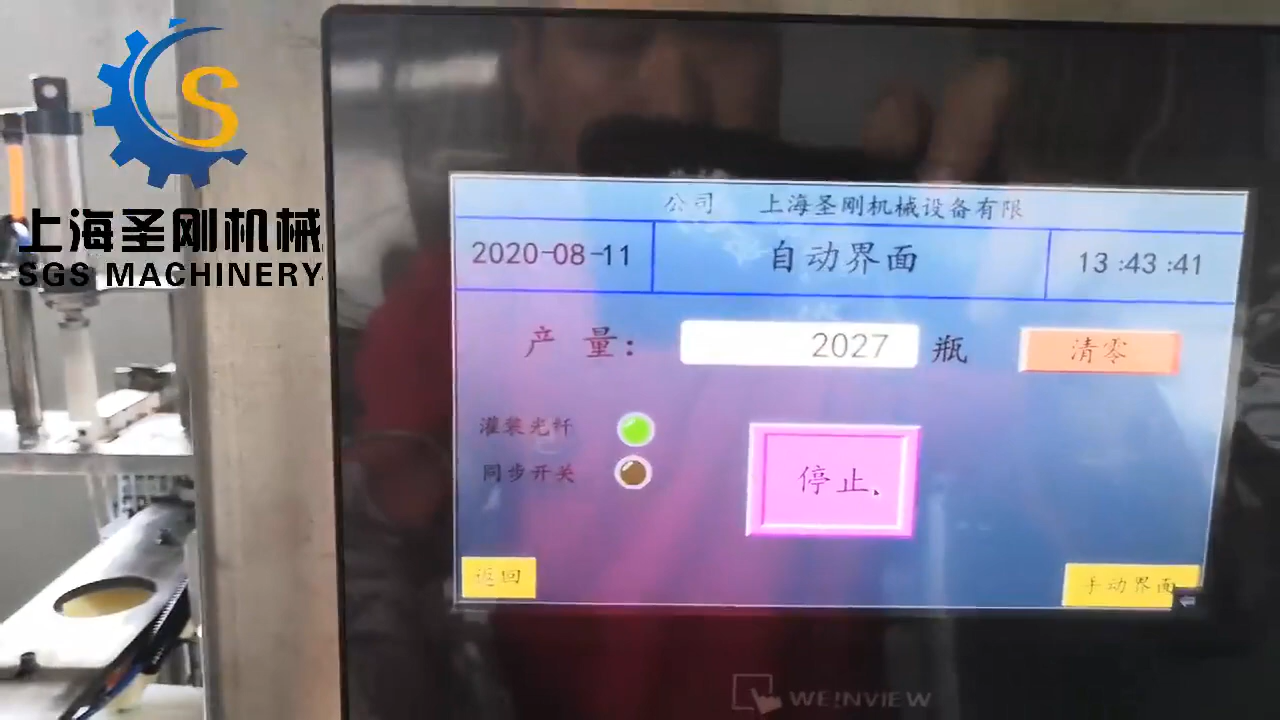 S
上海圣刚机械
SGS MACHINERY
公司 上海圣刚机械设备有限
2020-08-11 自动界面 13:43:41
产 量: 2027 瓶 清零
灌装光纤
同步开关
停止
返回 手动界面
WEINVIEW